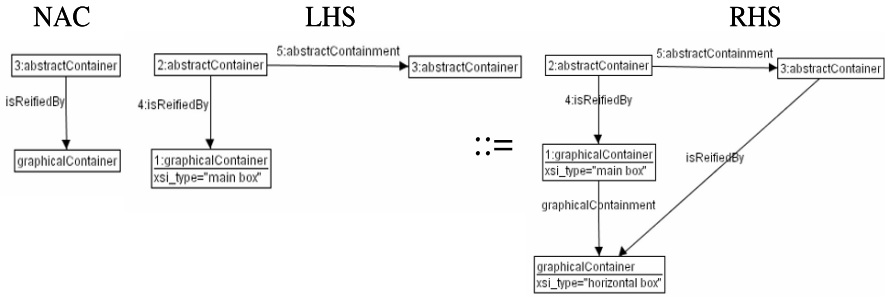 NAC
LHS
RHS
3:abstractContainer
isReifiedBy
graphicalContainer
2:abstractContainer
5:abstractContainment
3:abstractContainer
4:isReifiedBy
1:graphicalContainer
xsi_type="main box"
::=
2:abstractContainer
5:abstractContainment
3:abstractContainer
4:isReifiedBy
1:graphicalContainer
xsi_type="main box"
isReifiedBy
graphicalContainment
graphicalContainer
xsi_type="horizontal box"